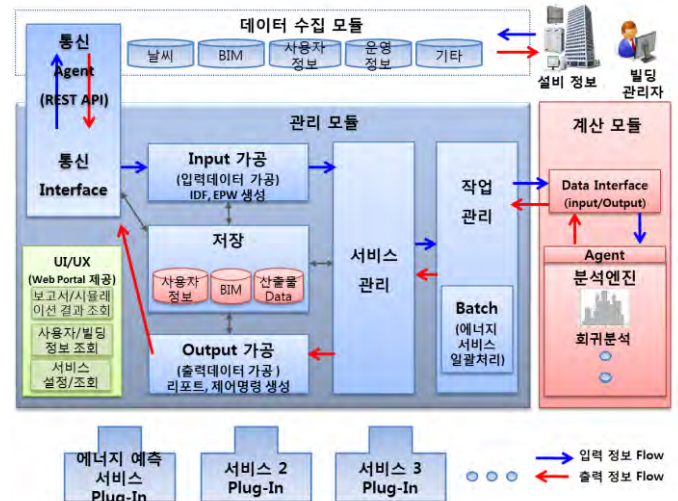 데이터 수집 모듈
날씨
BIM
사용자
정보
운영
정보
기타
설비 정보
빌딩
관리자
통신
Agent
(REST API)
통신
Interface
관리 모듈
Input 가공
(입력데이터 가공)
IDF, EPW 생성
저장
사용자
정보
BIM
산출물
Data
Output 가공
(출력데이터 가공)
리포트, 제어명령 생성
서비스
관리
작업
관리
Batch
(에너지
서비스
일괄처리)
계산 모듈
Data Interface
(input/Output)
Agent
분석엔진
회귀분석
UI/UX
(Web Portal 제공)
보고서/시뮬레
이션 결과 조회
사용자/빌딩
정보 조회
서비스
설정/조회
에너지 예측
서비스
Plug-In
서비스 2
Plug-In
서비스 3
Plug-In
입력 정보 Flow
출력 정보 Flow